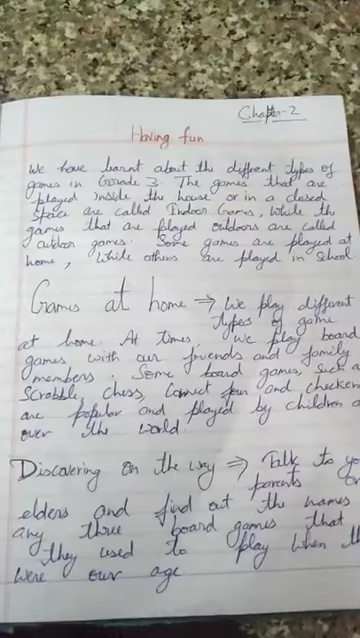 Chapter-2
Having fun
We have learnt about the different types of
games in Grade 3. The games that are
played inside the house or in a closed
space are called Indoor Games, while the
games that are played outdoors are called
outdoor games. Some games are played at
home, while others are played in school.
Games at home ⇒ We play different
types of game
at home. At times, we play board
games with our friends and family
members. Some board games, such a
Scrabble, chess, Connect four and checker
are popular and played by children a
over the world.
Discovering on the way ⇒ Talk to yo
parents or
elders and find out the names
any three board games that
they used to play when th
were our age